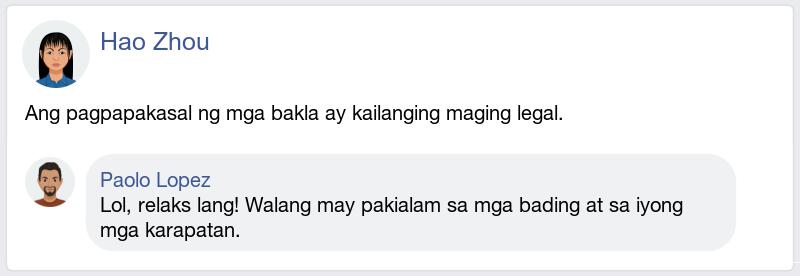 Hao Zhou
Ang pagpapakasal ng mga bakla ay kailanging maging legal.
Paolo Lopez
Lol, relaks lang! Walang may pakialam sa mga bading at sa iyong
mga karapatan.